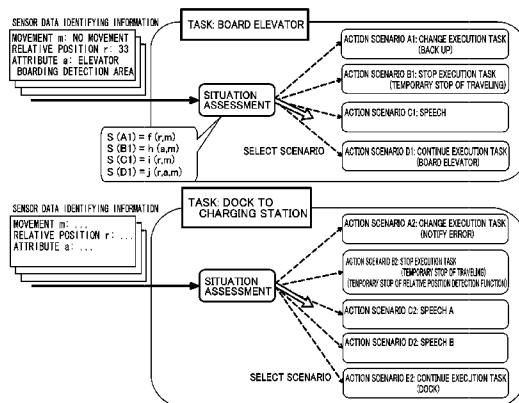 SENSOR DATA IDENTIFYING INFORMATION
MOVEMENT m: NO MOVEMENT
RELATIVE POSITION r: 33
ATTRIBUTE a: ELEVATOR
BOARDING DETECTION AREA
TASK: BOARD ELEVATOR
SITUATION
ASSESSMENT
S (A1) = f (r,m)
S (B1) = h (a,m)
S (C1) = i (r,m)
S (D1) = j (r,a,m)
SELECT SCENARIO
ACTION SCENARIO A1: CHANGE EXECUTION TASK
(BACK UP)
ACTION SCENARIO B1: STOP EXECUTION TASK
(TEMPORARY STOP OF TRAVELING)
ACTION SCENARIO C1: SPEECH
ACTION SCENARIO D1: CONTINUE EXECUTION TASK
(BOARD ELEVATOR)
SENSOR DATA IDENTIFYING INFORMATION
MOVEMENT m: ...
RELATIVE POSITION r: ...
ATTRIBUTE a: ...
TASK: DOCK TO
CHARGING STATION
SITUATION
ASSESSMENT
SELECT SCENARIO
ACTION SCENARIO A2: CHANGE EXECUTION TASK
(NOTIFY ERROR)
ACTION SCENARIO B2: STOP EXECUTION TASK
(TEMPORARY STOP OF TRAVELING)
(TEMPORARY STOP OF RELATIVE POSITION DETECTION FUNCTION)
ACTION SCENARIO C2: SPEECH A
ACTION SCENARIO D2: SPEECH B
ACTION SCENARIO E2: CONTINUE EXECUTION TASK
(DOCK)